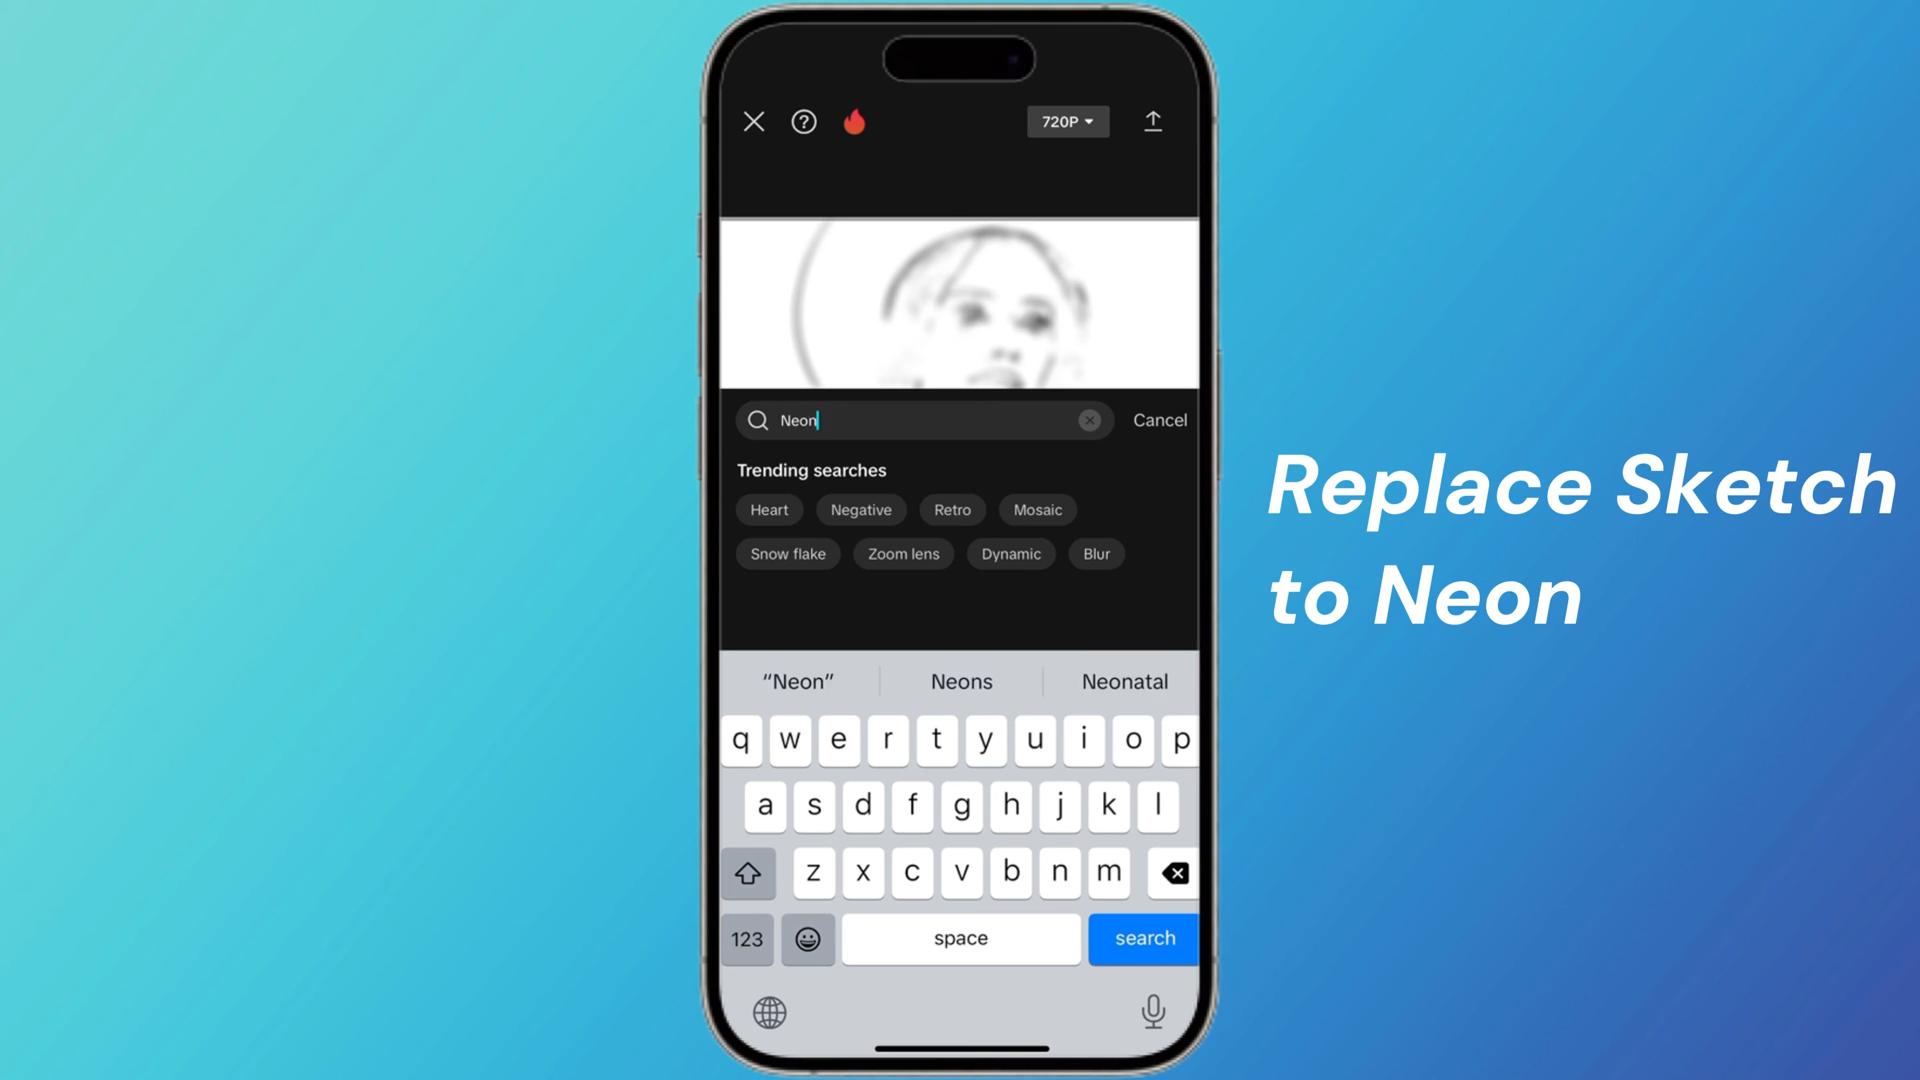 720P
Neon
Cancel
Trending searches
Heart Negative Retro Mosaic
Snow flake Zoom lens Dynamic Blur
Replace Sketch
to Neon
“Neon” Neons Neonatal
q w e r t y u i o p
a s d f g h j k l
z x c v b n m
123 space search